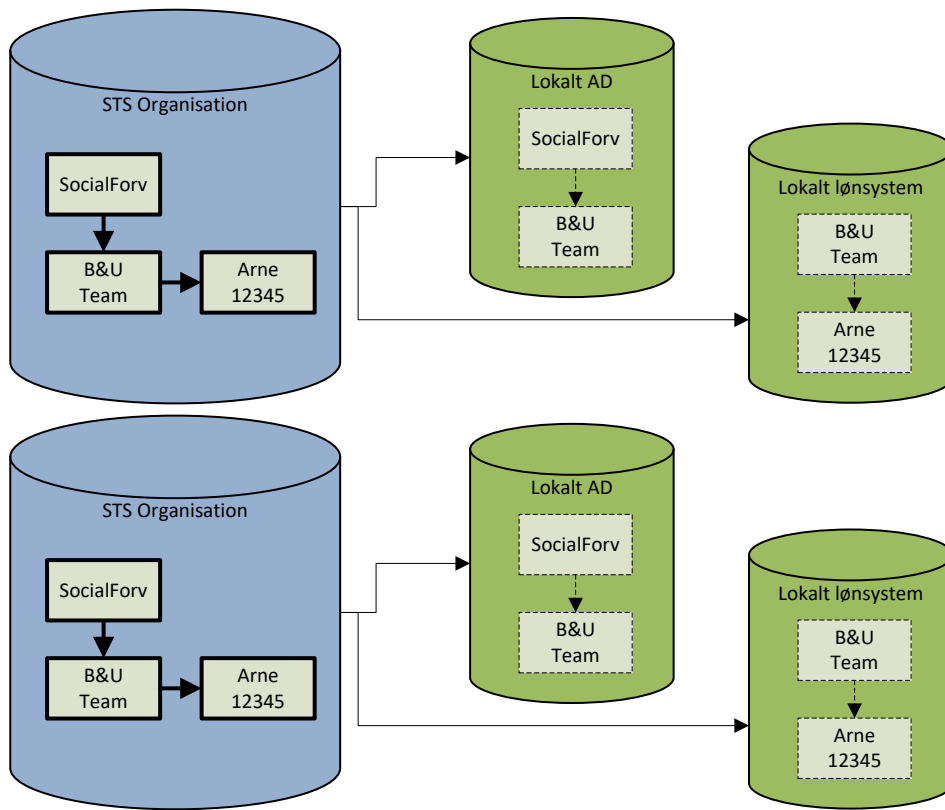 STS Organisation
SocialForv
B&U
Team
Arne
12345
Lokalt AD
SocialForv
B&U
Team
Lokalt lønsystem
B&U
Team
Arne
12345
STS Organisation
SocialForv
B&U
Team
Arne
12345
Lokalt AD
SocialForv
B&U
Team
Lokalt lønsystem
B&U
Team
Arne
12345